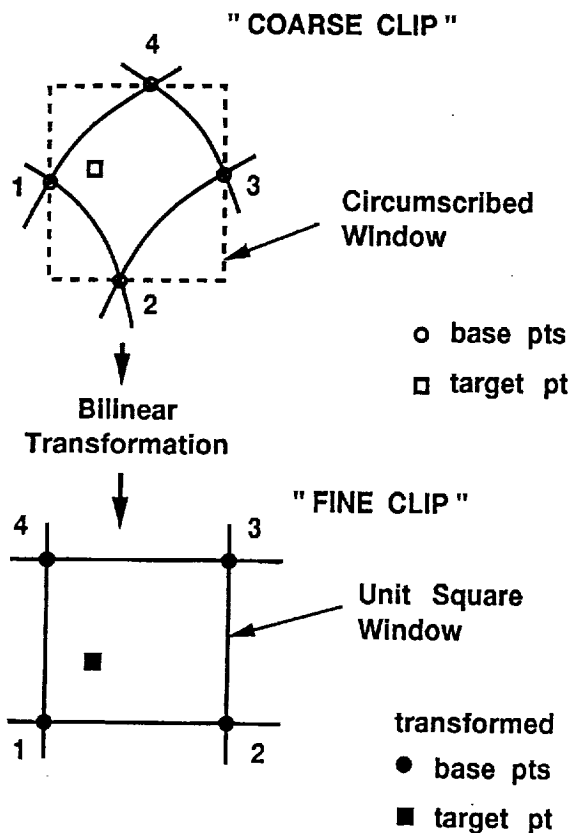 "COARSE CLIP"
4
1
3
Circumscribed
Window
2
base pts
target pt
Bilinear
Transformation
"FINE CLIP"
4
3
Unit Square
Window
1
2
transformed
base pts
target pt